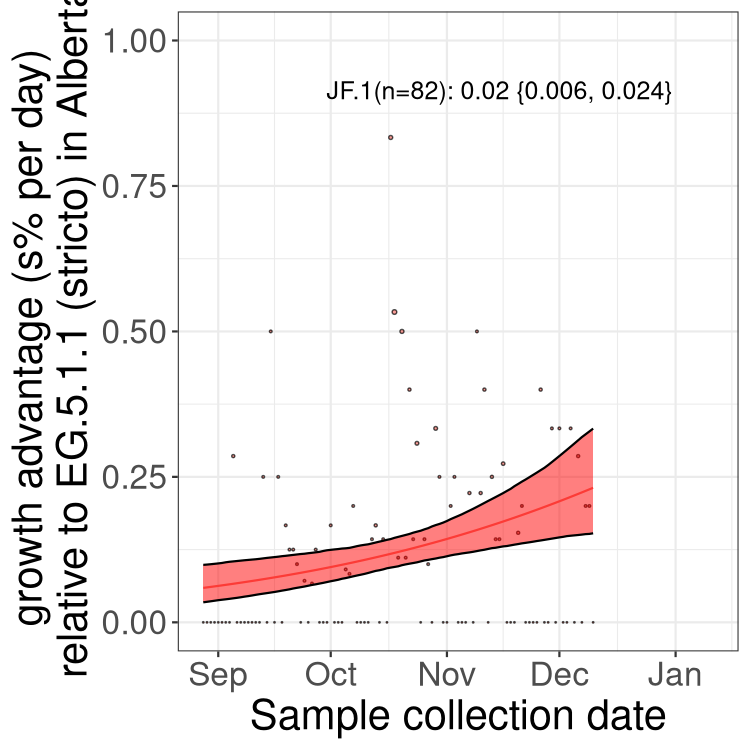 growth advantage (s% per day)
relative to EG.5.1.1 (stricto) in Alberta
1.00
0.75
0.50
0.25
0.00
JF.1(n=82): 0.02 {0.006, 0.024}
Sep Oct Nov Dec Jan
Sample collection date